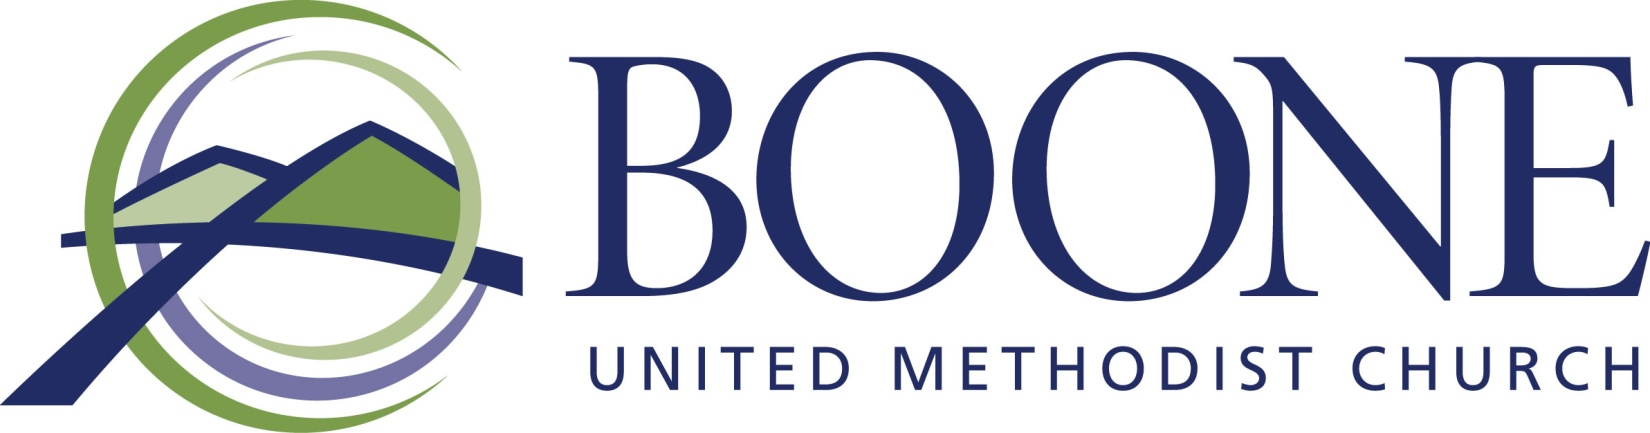 BOONE
UNITED METHODIST CHURCH